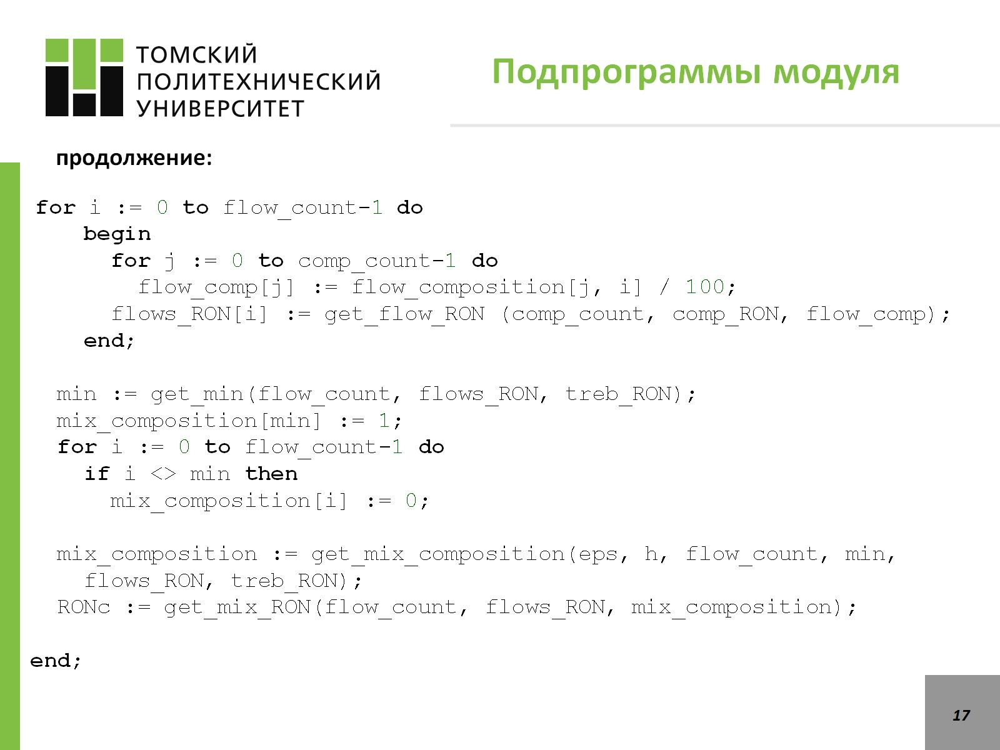 ТОМСКИЙ
ПОЛИТЕХНИЧЕСКИЙ
УНИВЕРСИТЕТ
Подпрограммы модуля
продолжение:
for i := 0 to flow_count-1 do
begin
for j := 0 to comp_count-1 do
flow_comp[j] := flow_composition[j, i] / 100;
flows_RON[i] := get_flow_RON (comp_count, comp_RON, flow_comp);
end;
min := get_min(flow_count, flows_RON, treb_RON);
mix_composition[min] := 1;
for i := 0 to flow_count-1 do
if i <> min then
mix_composition[i] := 0;
mix_composition := get_mix_composition(eps, h, flow_count, min,
flows_RON, treb_RON);
RONc := get_mix_RON(flow_count, flows_RON, mix_composition);
end;
17